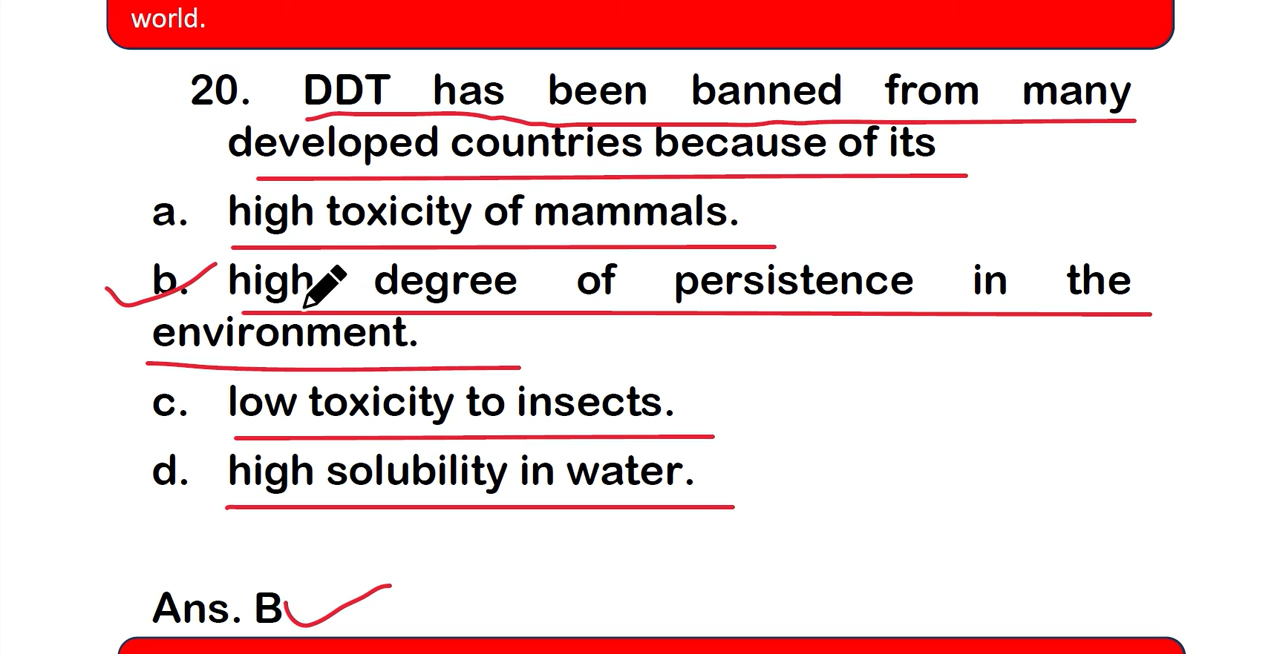 world.
20. DDT has been banned from many
developed countries because of its
a. high toxicity of mammals.
b. high degree of persistence in the
environment.
c. low toxicity to insects.
d. high solubility in water.
Ans. B